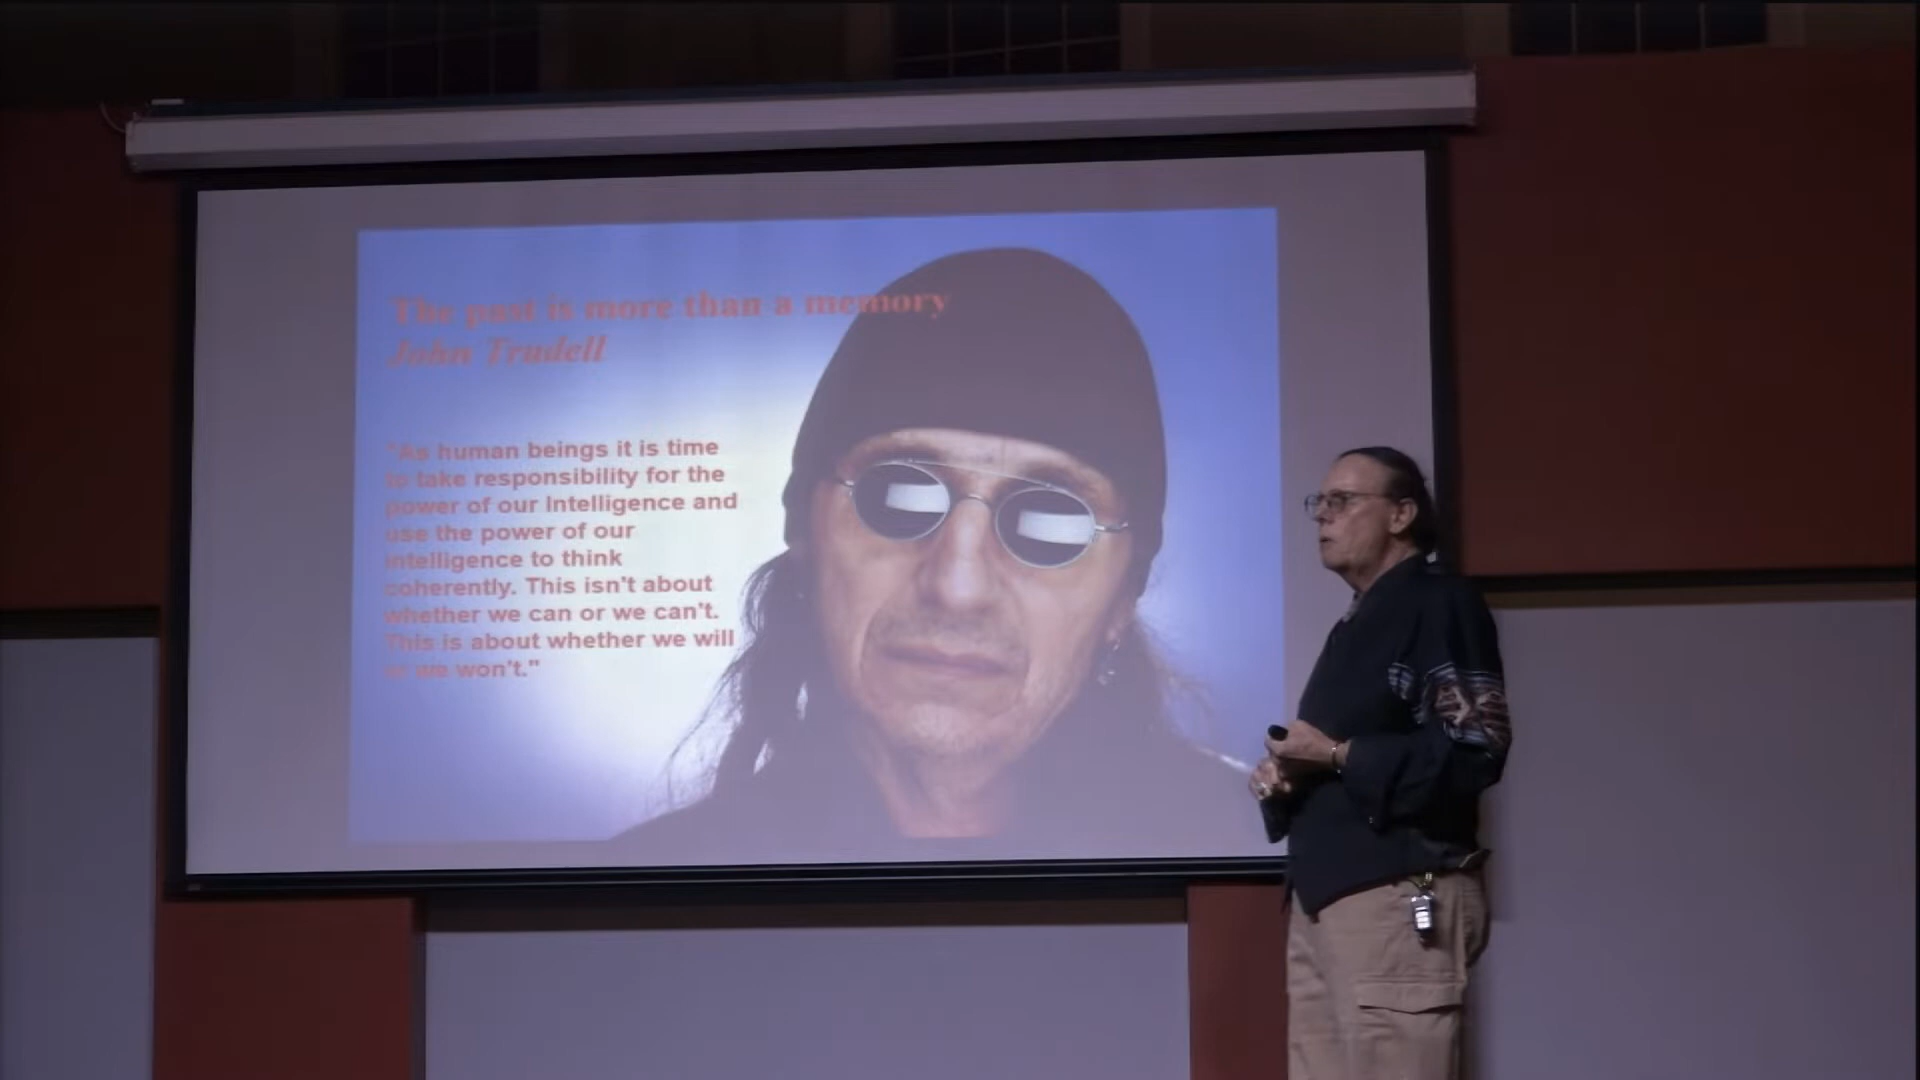 The past is more than a memory
John Trudell
"As human beings it is time
to take responsibility for the
power of our Intelligence and
use the power of our
intelligence to think
coherently. This isn't about
whether we can or we can't.
This is about whether we will
or we won't."